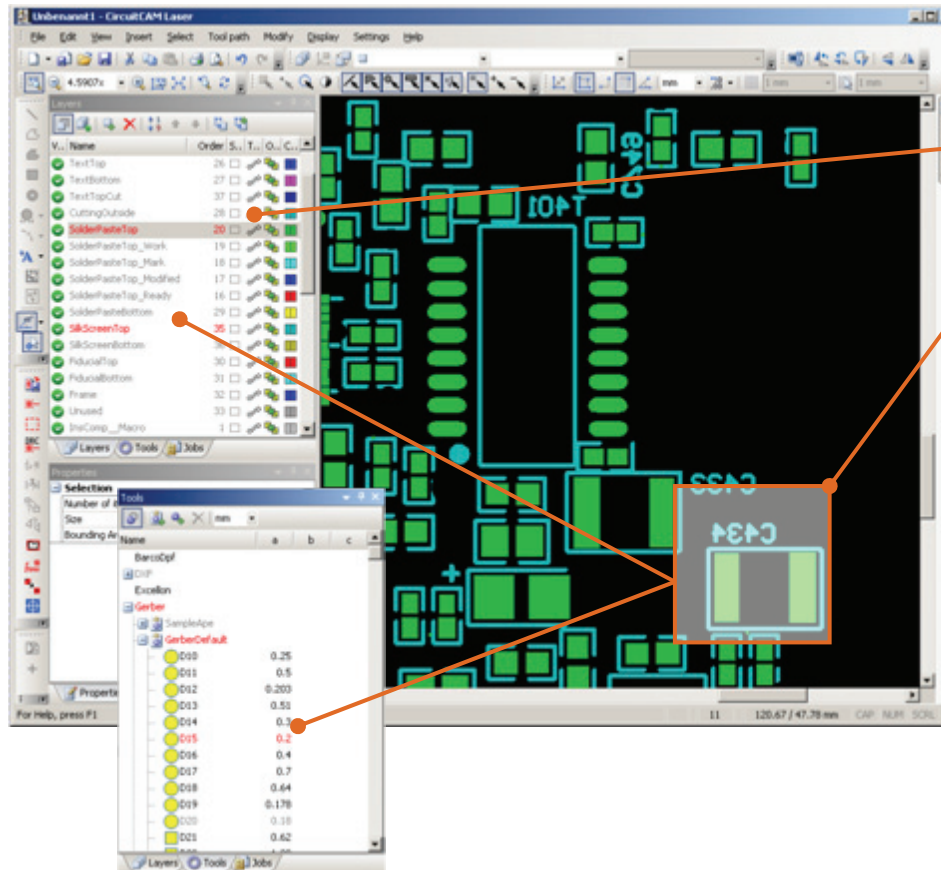 Unbenannt1 - CircuitCAM Laser
File Edit View Insert Select Tool path Modify Display Settings Help
4.5907x mm 1 mm 1 mm
Layers
V.. Name Order S.. T.. O.. C..
TextTop 26
TextBottom 27
TextTopCut 37
CuttingOutside 28
SolderPasteTop 20
SolderPasteTop_Work 19
SolderPasteTop_Mark 18
SolderPasteTop_Modified 17
SolderPasteTop_Ready 16
SolderPasteBottom 29
SilkScreenTop 35
SilkScreenBottom 36
FiducialTop 30
FiducialBottom 31
Frame 32
Unused 33
InsComp__Macro 1
Layers Tools Jobs
Properties
Selection
Number of
Size
Bounding Ar
Properti
For Help, press F1
11 120.67 / 47.78 mm CAP NUM SCRL
Tools
mm
Name a b c
BarcoDpf
DXF
Excellon
Gerber
SampleApe
GerberDefault
D10 0.25
D11 0.5
D12 0.203
D13 0.51
D14 0.3
D15 0.2
D16 0.4
D17 0.7
D18 0.64
D19 0.178
D20 0.18
D21 0.62
Layers Tools Jobs
T401
C433
C434
DRC